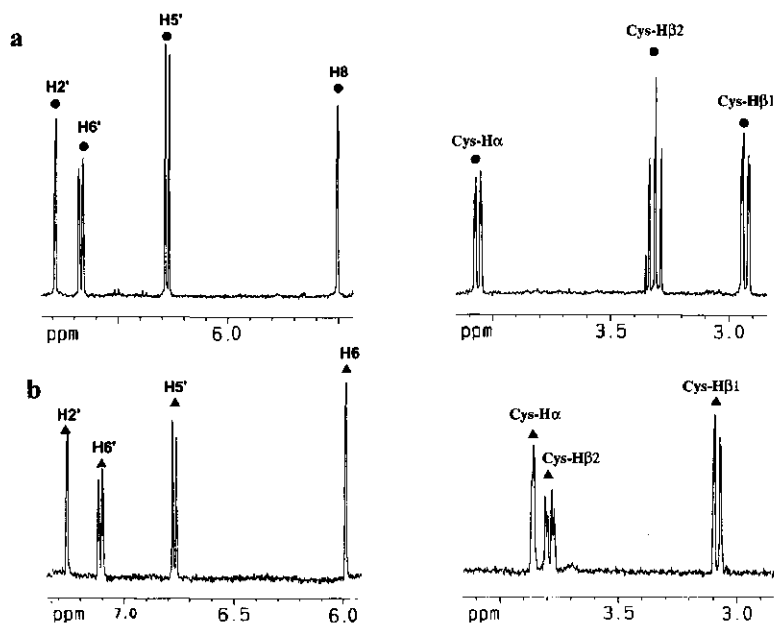 a
H2'
H6'
H5'
H8
ppm
6.0
Cys-Hα
Cys-Hβ2
Cys-Hβ1
ppm
3.5
3.0
b
H2'
H6'
H5'
H6
ppm
7.0
6.5
6.0
Cys-Hα
Cys-Hβ2
Cys-Hβ1
ppm
3.5
3.0